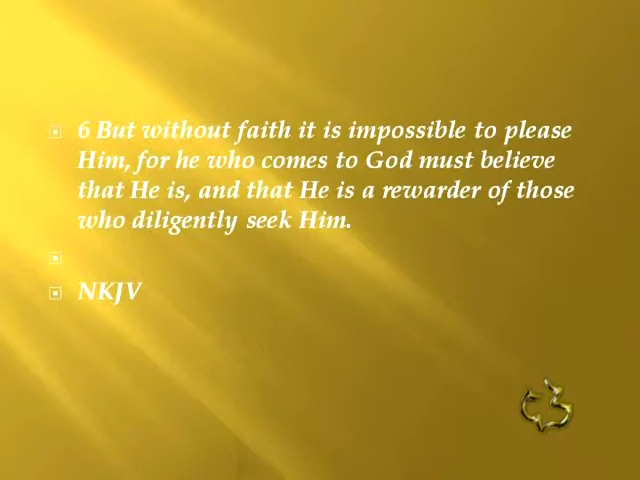 6 But without faith it is impossible to please
Him, for he who comes to God must believe
that He is, and that He is a rewarder of those
who diligently seek Him.
NKJV